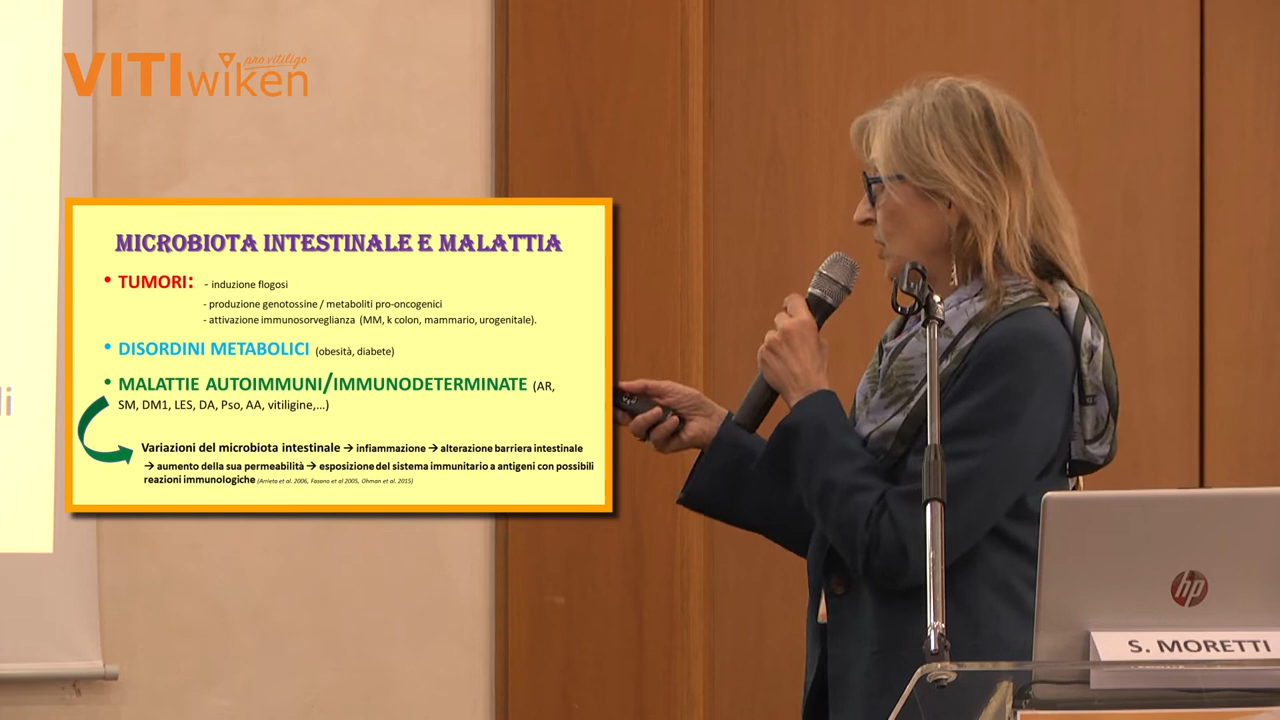 pro vitiligo
VITIwiken
MICROBIOTA INTESTINALE E MALATTIA
• TUMORI: - induzione flogosi
- produzione genotossine / metaboliti pro-oncogenici
- attivazione immunosorveglianza (MM, k colon, mammario, urogenitale).
• DISORDINI METABOLICI (obesità, diabete)
• MALATTIE AUTOIMMUNI/IMMUNODETERMINATE (AR,
SM, DM1, LES, DA, Pso, AA, vitiligine,...)
Variazioni del microbiota intestinale → infiammazione → alterazione barriera intestinale
→ aumento della sua permeabilità → esposizione del sistema immunitario a antigeni con possibili
reazioni immunologiche (Arrieta et al. 2006, Fasano et al 2005, Ohman et al. 2015)
hp
S. MORETTI